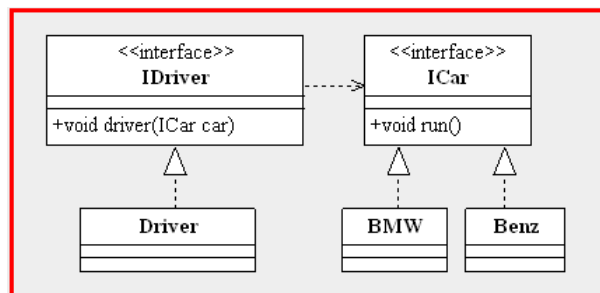 <<interface>>
IDriver
+void driver(ICar car)
<<interface>>
ICar
+void run()
Driver
BMW
Benz